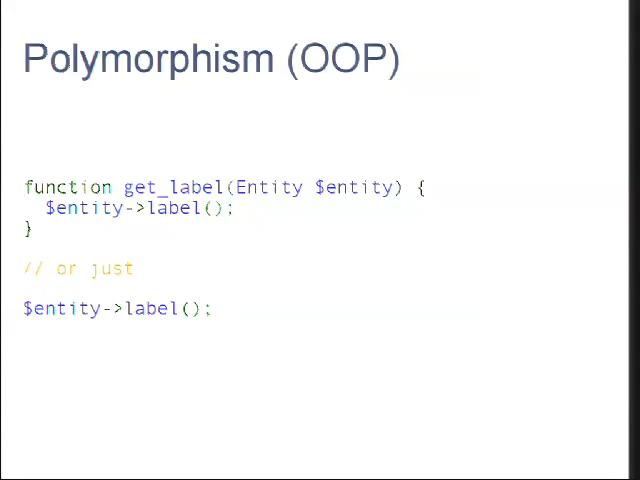 Polymorphism (OOP)
function get_label(Entity $entity) {
  $entity->label();
}
// or just
$entity->label();